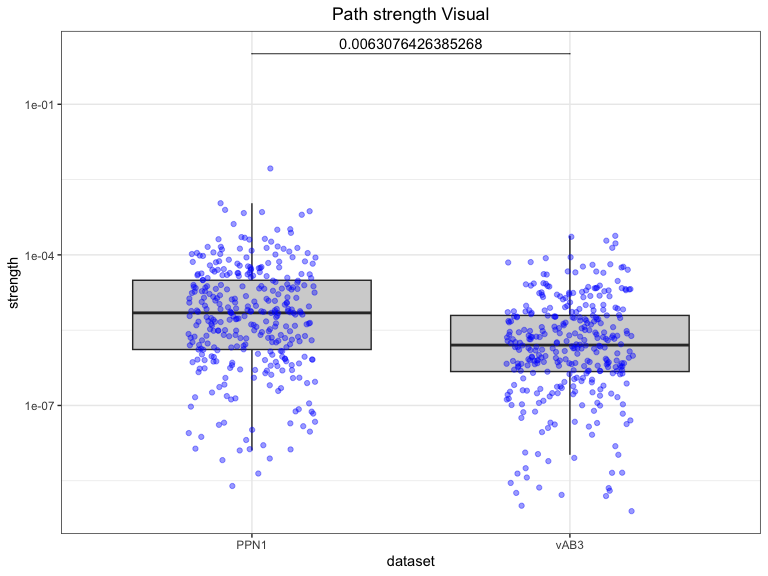 Path strength Visual
0.0063076426385268
1e-01
1e-04
1e-07
strength
PPN1
vAB3
dataset